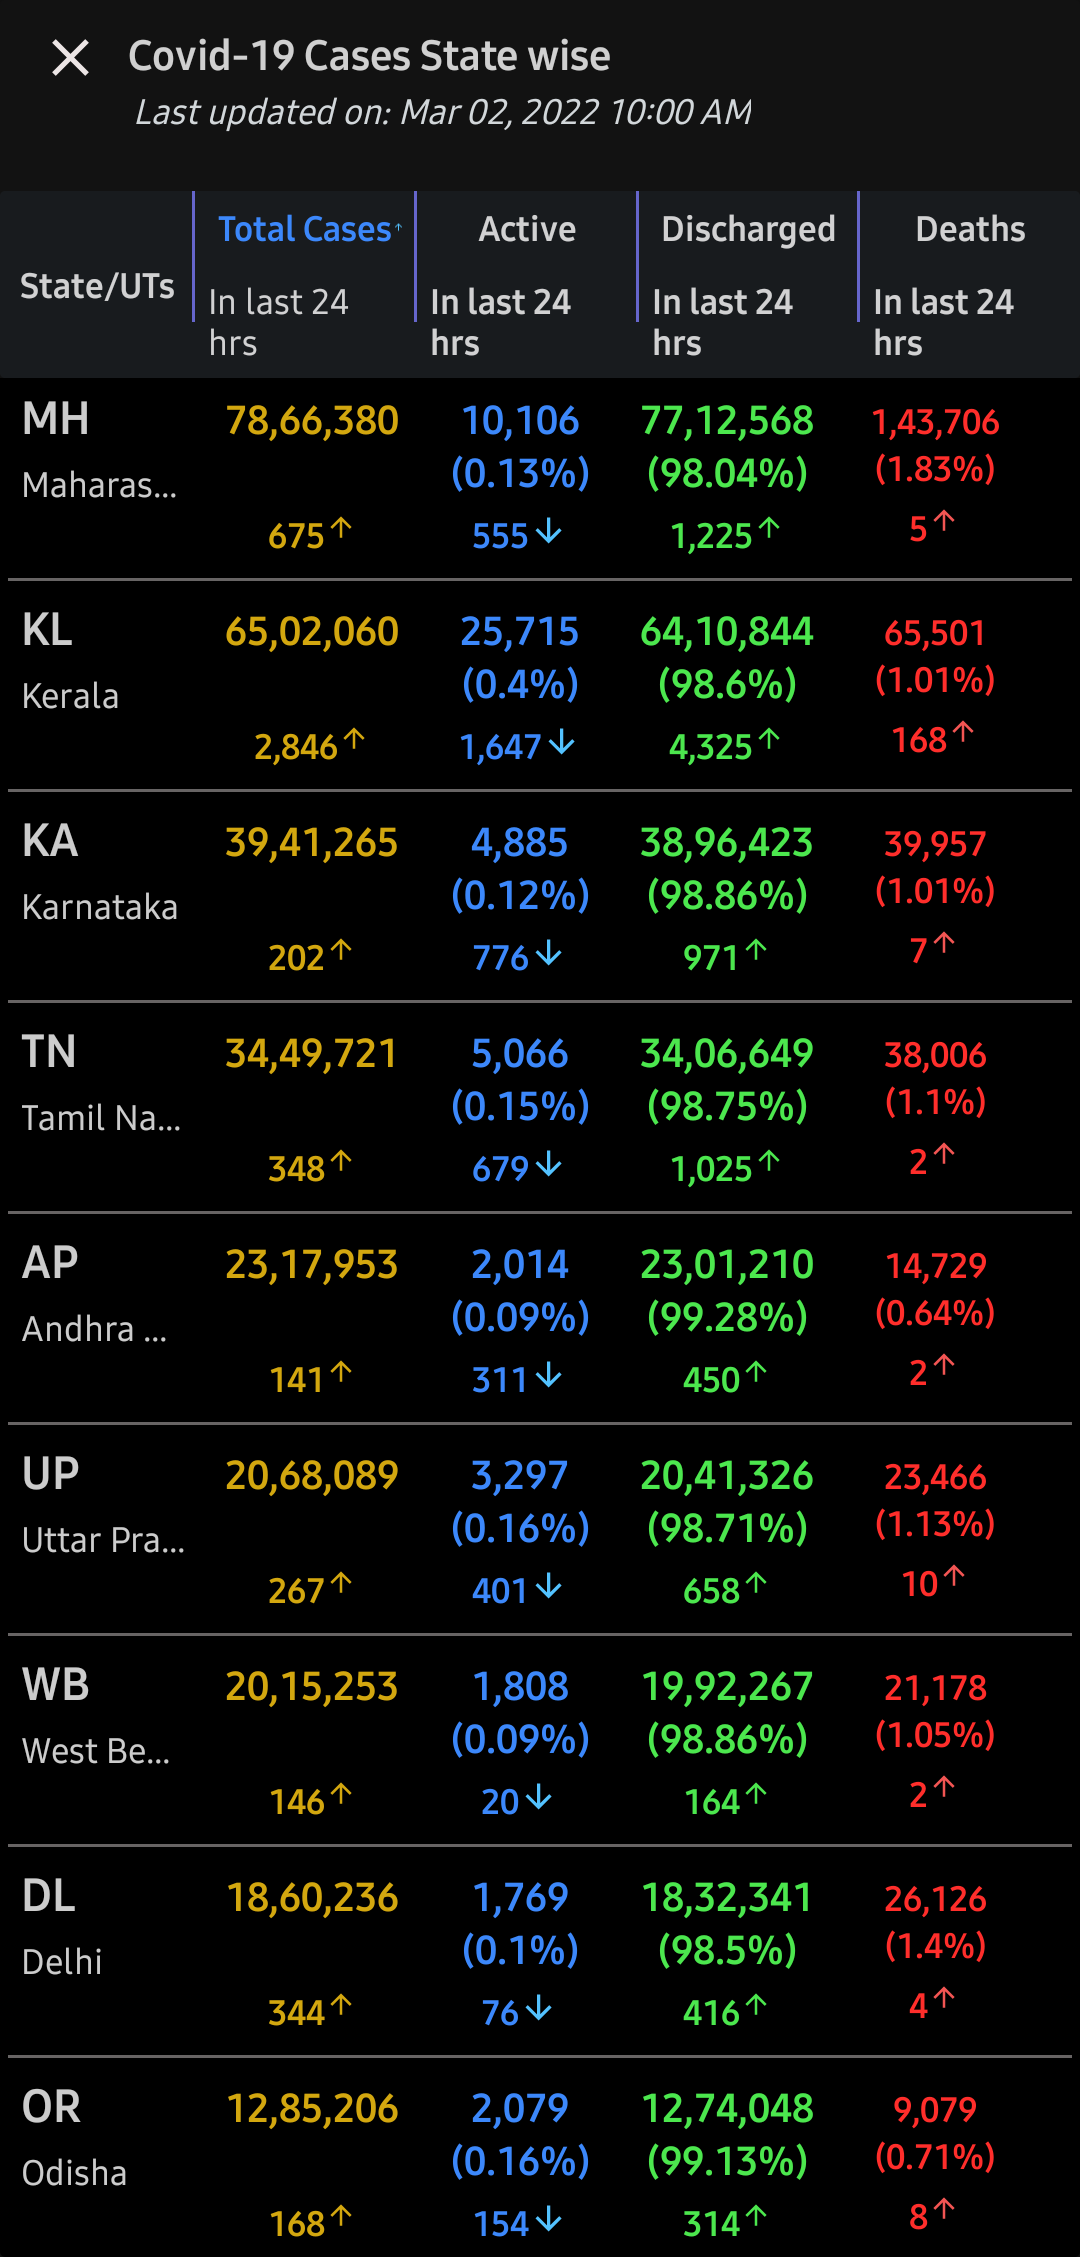 Covid-19 Cases State wise
Last updated on: Mar 02, 2022 10:00 AM
State/UTs Total Cases↑ Active Discharged Deaths
In last 24 hrs In last 24 hrs In last 24 hrs In last 24 hrs
MH 78,66,380 10,106 77,12,568 1,43,706
Maharas... (0.13%) (98.04%) (1.83%)
675↑ 555↓ 1,225↑ 5↑
KL 65,02,060 25,715 64,10,844 65,501
Kerala (0.4%) (98.6%) (1.01%)
2,846↑ 1,647↓ 4,325↑ 168↑
KA 39,41,265 4,885 38,96,423 39,957
Karnataka (0.12%) (98.86%) (1.01%)
202↑ 776↓ 971↑ 7↑
TN 34,49,721 5,066 34,06,649 38,006
Tamil Na... (0.15%) (98.75%) (1.1%)
348↑ 679↓ 1,025↑ 2↑
AP 23,17,953 2,014 23,01,210 14,729
Andhra ... (0.09%) (99.28%) (0.64%)
141↑ 311↓ 450↑ 2↑
UP 20,68,089 3,297 20,41,326 23,466
Uttar Pra... (0.16%) (98.71%) (1.13%)
267↑ 401↓ 658↑ 10↑
WB 20,15,253 1,808 19,92,267 21,178
West Be... (0.09%) (98.86%) (1.05%)
146↑ 20↓ 164↑ 2↑
DL 18,60,236 1,769 18,32,341 26,126
Delhi (0.1%) (98.5%) (1.4%)
344↑ 76↓ 416↑ 4↑
OR 12,85,206 2,079 12,74,048 9,079
Odisha (0.16%) (99.13%) (0.71%)
168↑ 154↓ 314↑ 8↑